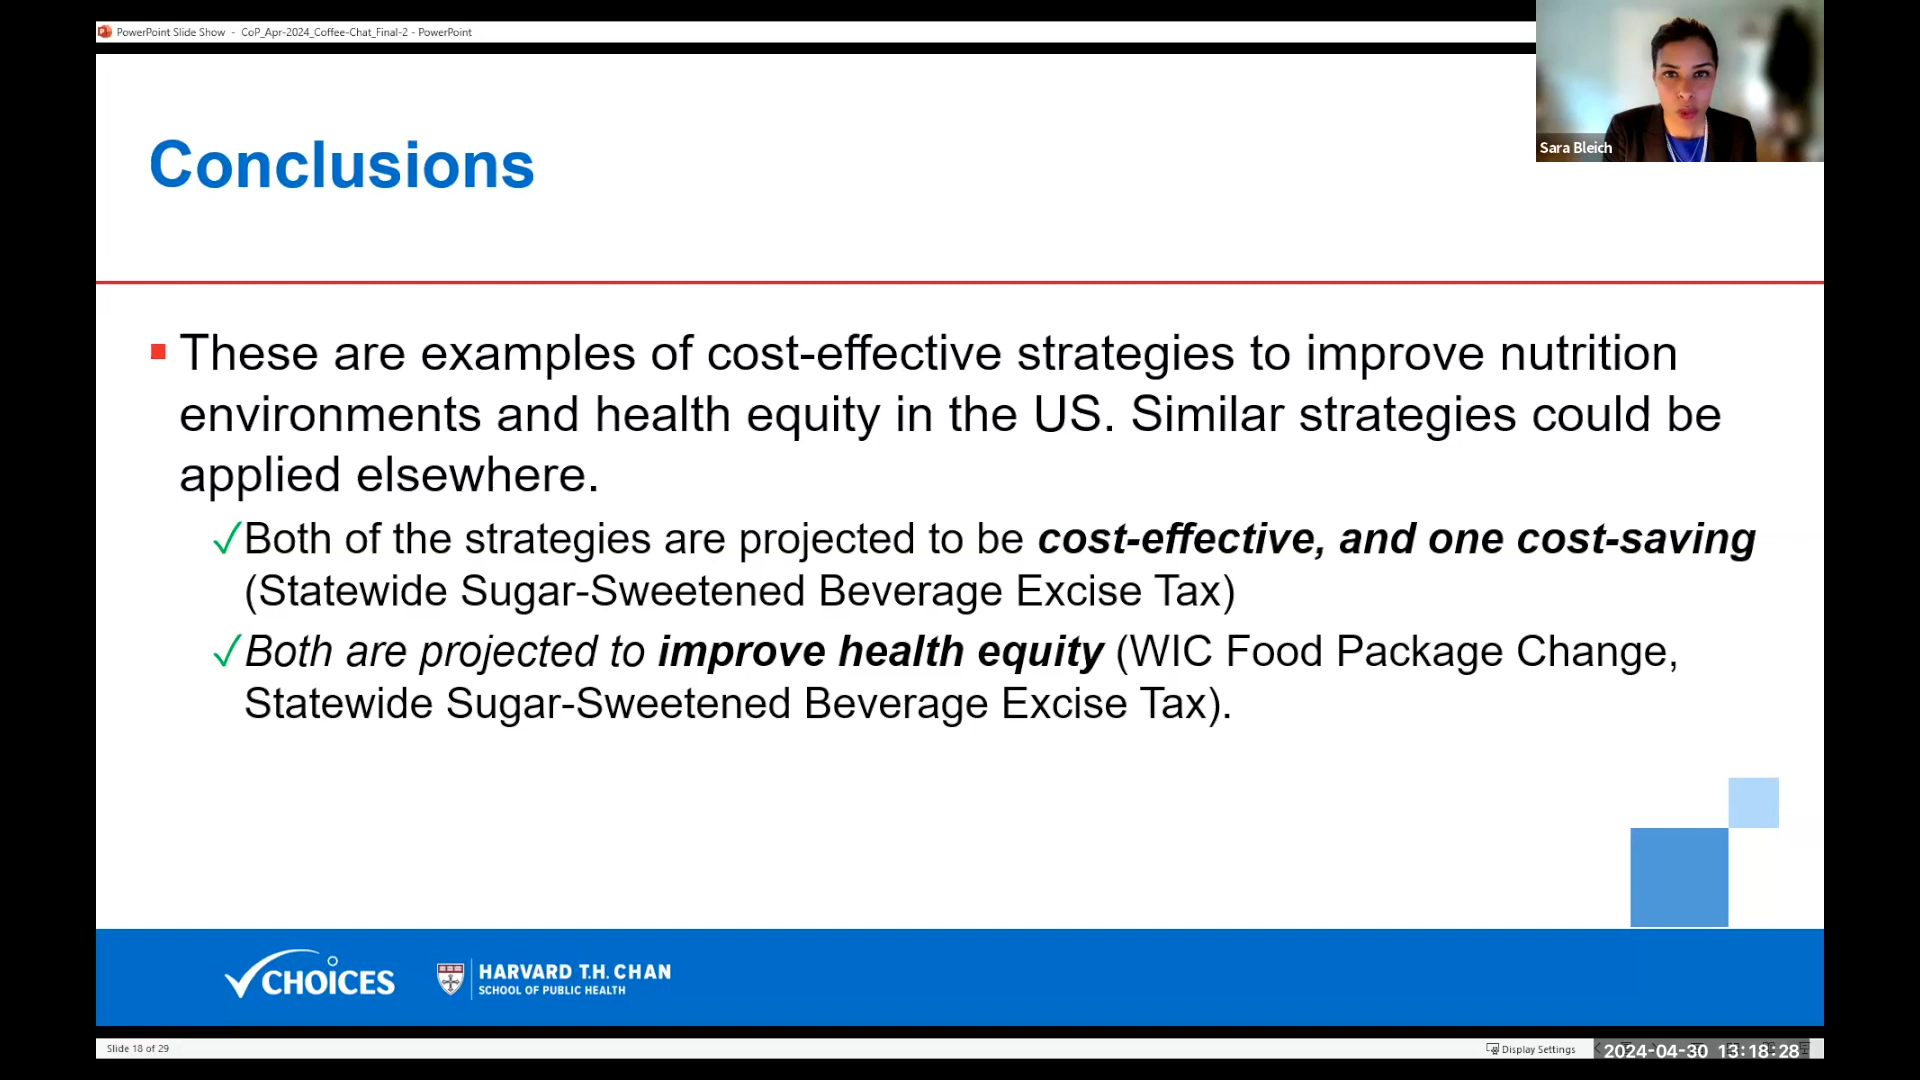 PowerPoint Slide Show - CoP_Apr-2024_Coffee-Chat_Final-2 - PowerPoint
Sara Bleich
Conclusions
These are examples of cost-effective strategies to improve nutrition
environments and health equity in the US. Similar strategies could be
applied elsewhere.
✓Both of the strategies are projected to be cost-effective, and one cost-saving
(Statewide Sugar-Sweetened Beverage Excise Tax)
✓Both are projected to improve health equity (WIC Food Package Change,
Statewide Sugar-Sweetened Beverage Excise Tax).
CHOICES
HARVARD T.H. CHAN
SCHOOL OF PUBLIC HEALTH
Slide 18 of 29
Display Settings
2024-04-30 13:18:28